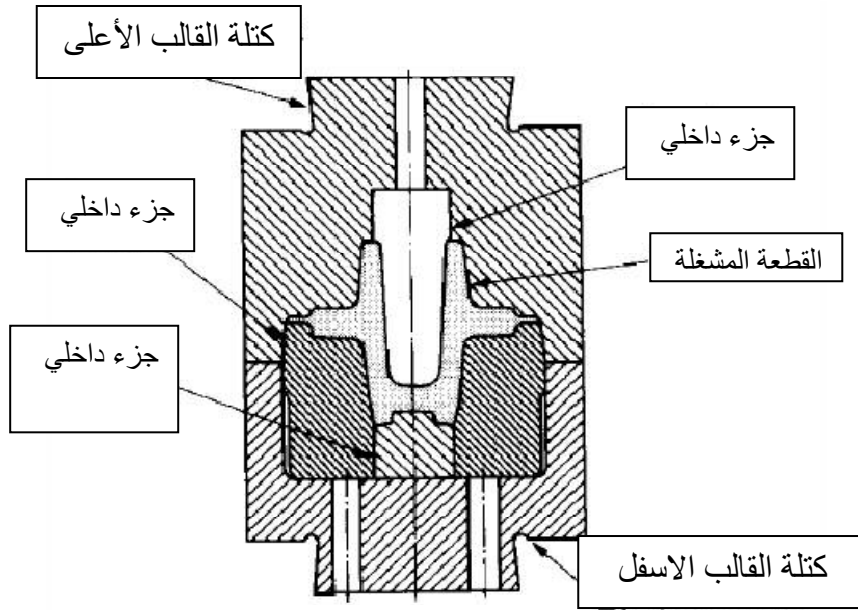 كتلة القالب الأعلى
جزء داخلي
جزء داخلي
القطعة المشغلة
جزء داخلي
كتلة القالب الاسفل